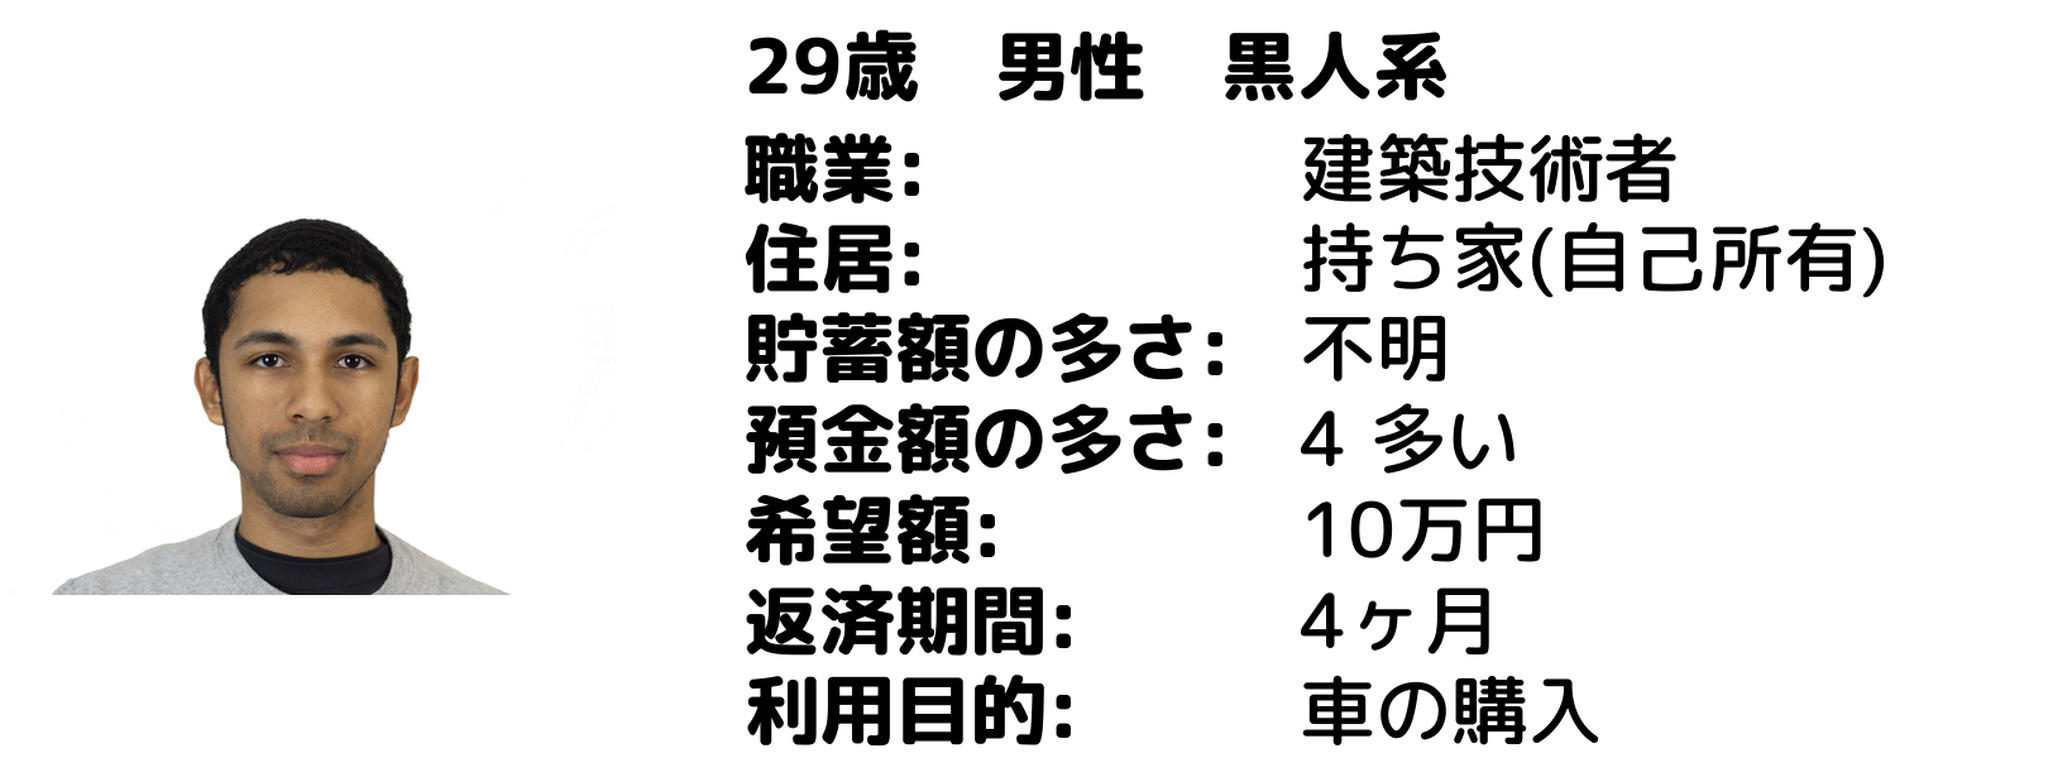 29歳　男性　黒人系
職業: 建築技術者
住居: 持ち家(自己所有)
貯蓄額の多さ: 不明
預金額の多さ: 4 多い
希望額: 10万円
返済期間: 4ヶ月
利用目的: 車の購入